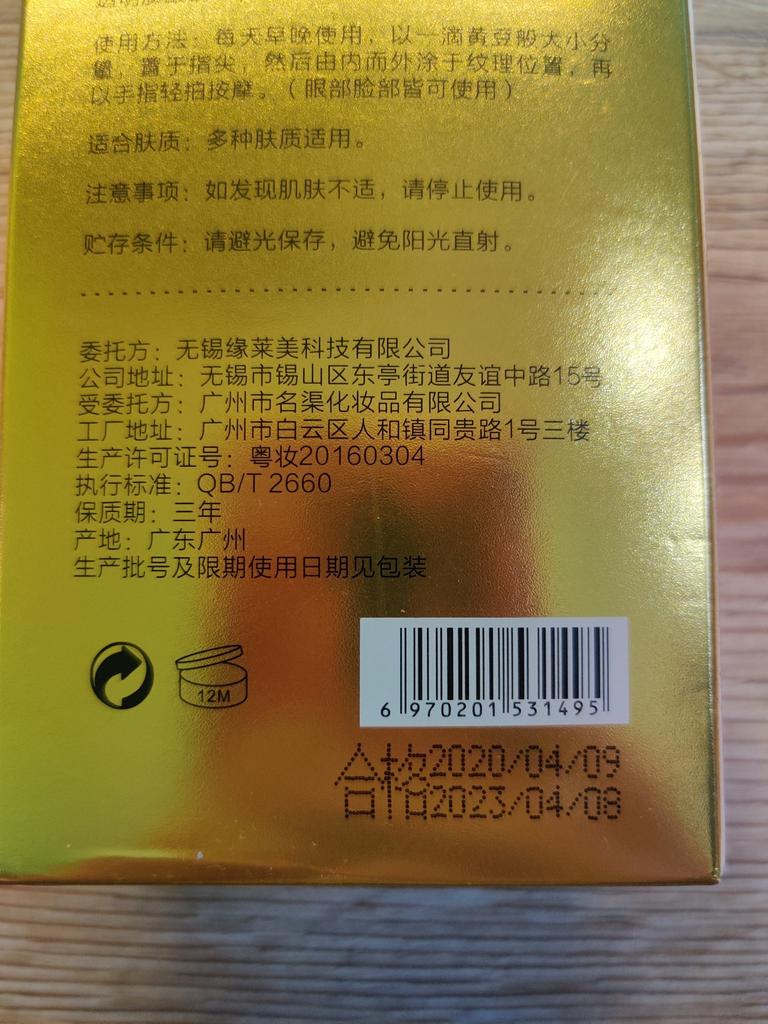 使用方法：每天早晚使用，以一滴黄豆般大小分
量，置于指尖，然后由内而外涂于纹理位置，再
以手指轻拍按摩。（眼部脸部皆可使用）
适合肤质：多种肤质适用。
注意事项：如发现肌肤不适，请停止使用。
贮存条件：请避光保存，避免阳光直射。
委托方：无锡缘莱美科技有限公司
公司地址：无锡市锡山区东亭街道友谊中路15号
受委托方：广州市名渠化妆品有限公司
工厂地址：广州市白云区人和镇同贵路1号三楼
生产许可证号：粤妆20160304
执行标准：QB/T 2660
保质期：三年
产地：广东广州
生产批号及限期使用日期见包装
12M
6 970201 531495
合格2020/04/09
合格2023/04/08